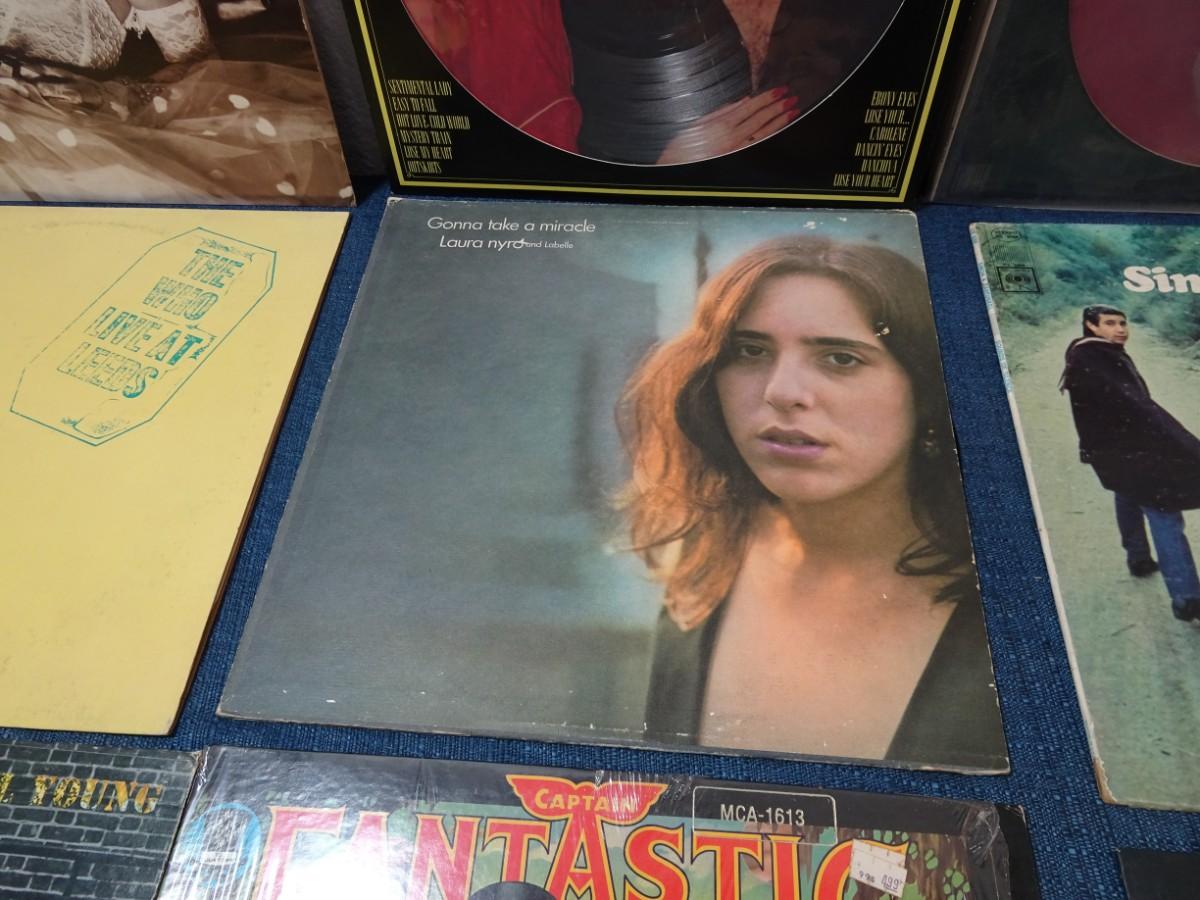 SENTIMENTAL LADY
EASY TO FALL
HOT LOVE, COLD WORLD
MYSTERY TRAIN
LOSE MY HEART
HOTSHOTS
EBONY EYES
LOSE YOUR...
CAROLENE
DANCIN' EYES
LOSE YOUR HEART
THE
WHO
LIVE AT
LEEDS
Gonna take a miracle
Laura nyro and Labelle
Sim
L YOUNG
CAPTAIN
FANTASTIC
MCA-1613